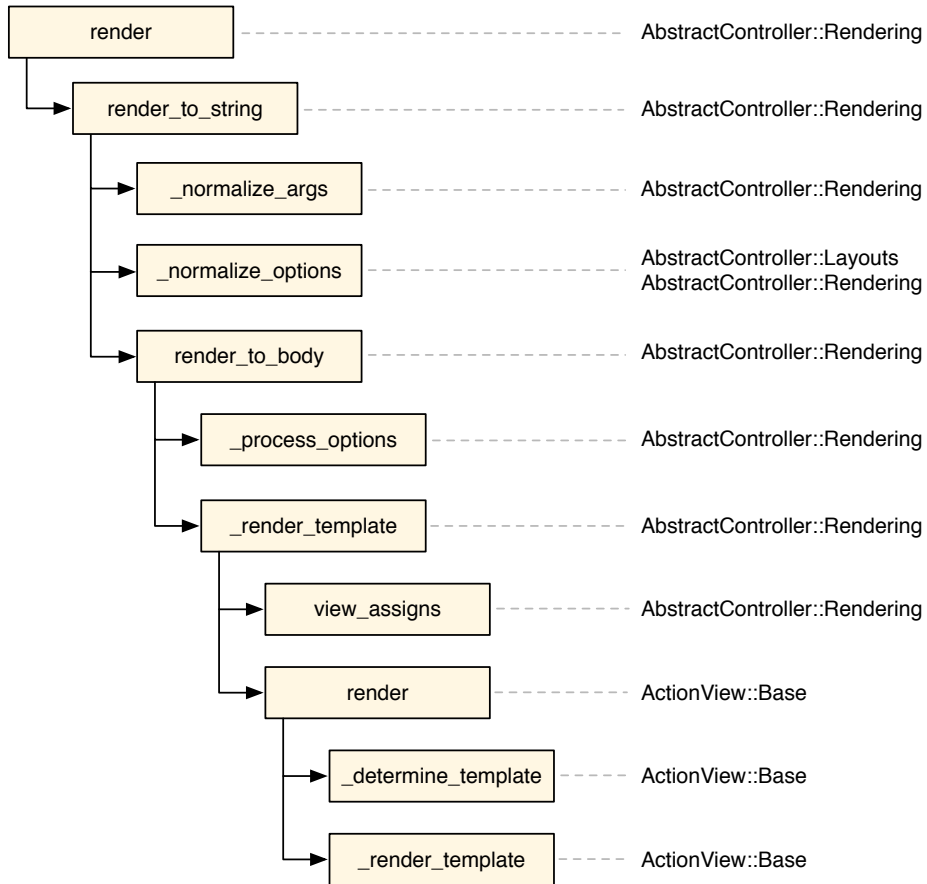 render AbstractController::Rendering
render_to_string AbstractController::Rendering
_normalize_args AbstractController::Rendering
_normalize_options AbstractController::Layouts
AbstractController::Rendering
render_to_body AbstractController::Rendering
_process_options AbstractController::Rendering
_render_template AbstractController::Rendering
view_assigns AbstractController::Rendering
render ActionView::Base
_determine_template ActionView::Base
_render_template ActionView::Base